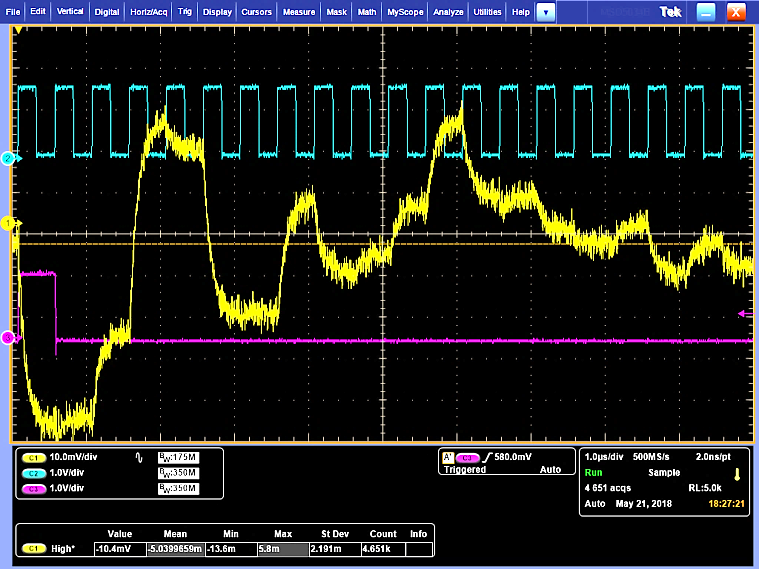 File Edit Vertical Digital Horiz/Acq Trig Display Cursors Measure Mask Math MyScope Analyze Utilities Help Tek
2
1
3
C1 10.0mV/div BW:175M
C2 1.0V/div BW:350M
C3 1.0V/div BW:350M
A' C3 580.0mV
Triggered Auto
1.0µs/div 500MS/s 2.0ns/pt
Run Sample
4 651 acqs RL:5.0k
Auto May 21, 2018 18:27:21
Value Mean Min Max St Dev Count Info
C1 High* -10.4mV -5.0399659m -13.6m 5.8m 2.191m 4.651k